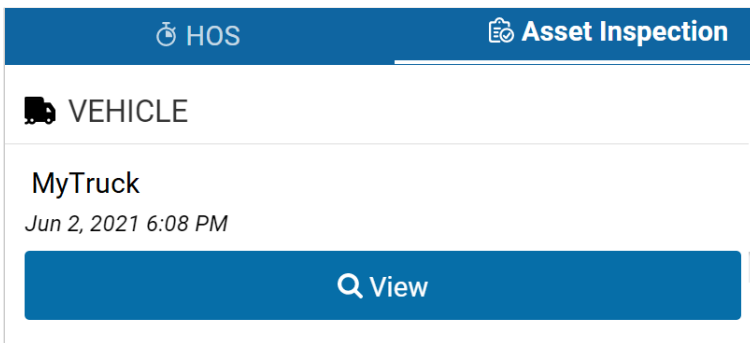 HOS
Asset Inspection
VEHICLE
MyTruck
Jun 2, 2021 6:08 PM
View